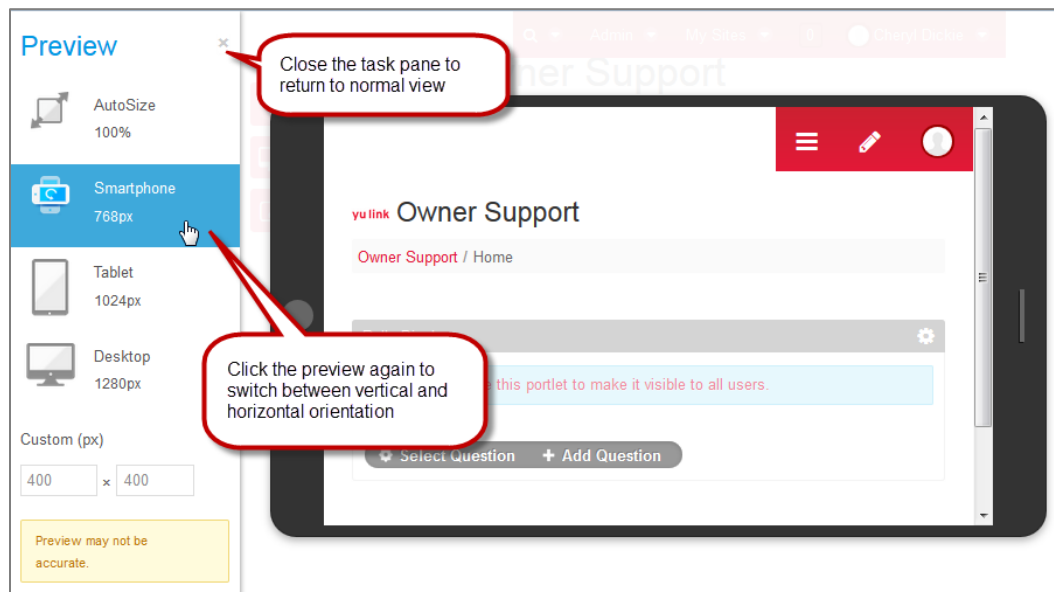 Preview
×
AutoSize
100%
Smartphone
768px
Tablet
1024px
Desktop
1280px
Custom (px)
400 × 400
Preview may not be
accurate.
Close the task pane to
return to normal view
Admin My Sites 0 Cheryl Dickie
ner Support
yu link Owner Support
Owner Support / Home
Click the preview again to
switch between vertical and
horizontal orientation
this portlet to make it visible to all users.
Select Question + Add Question